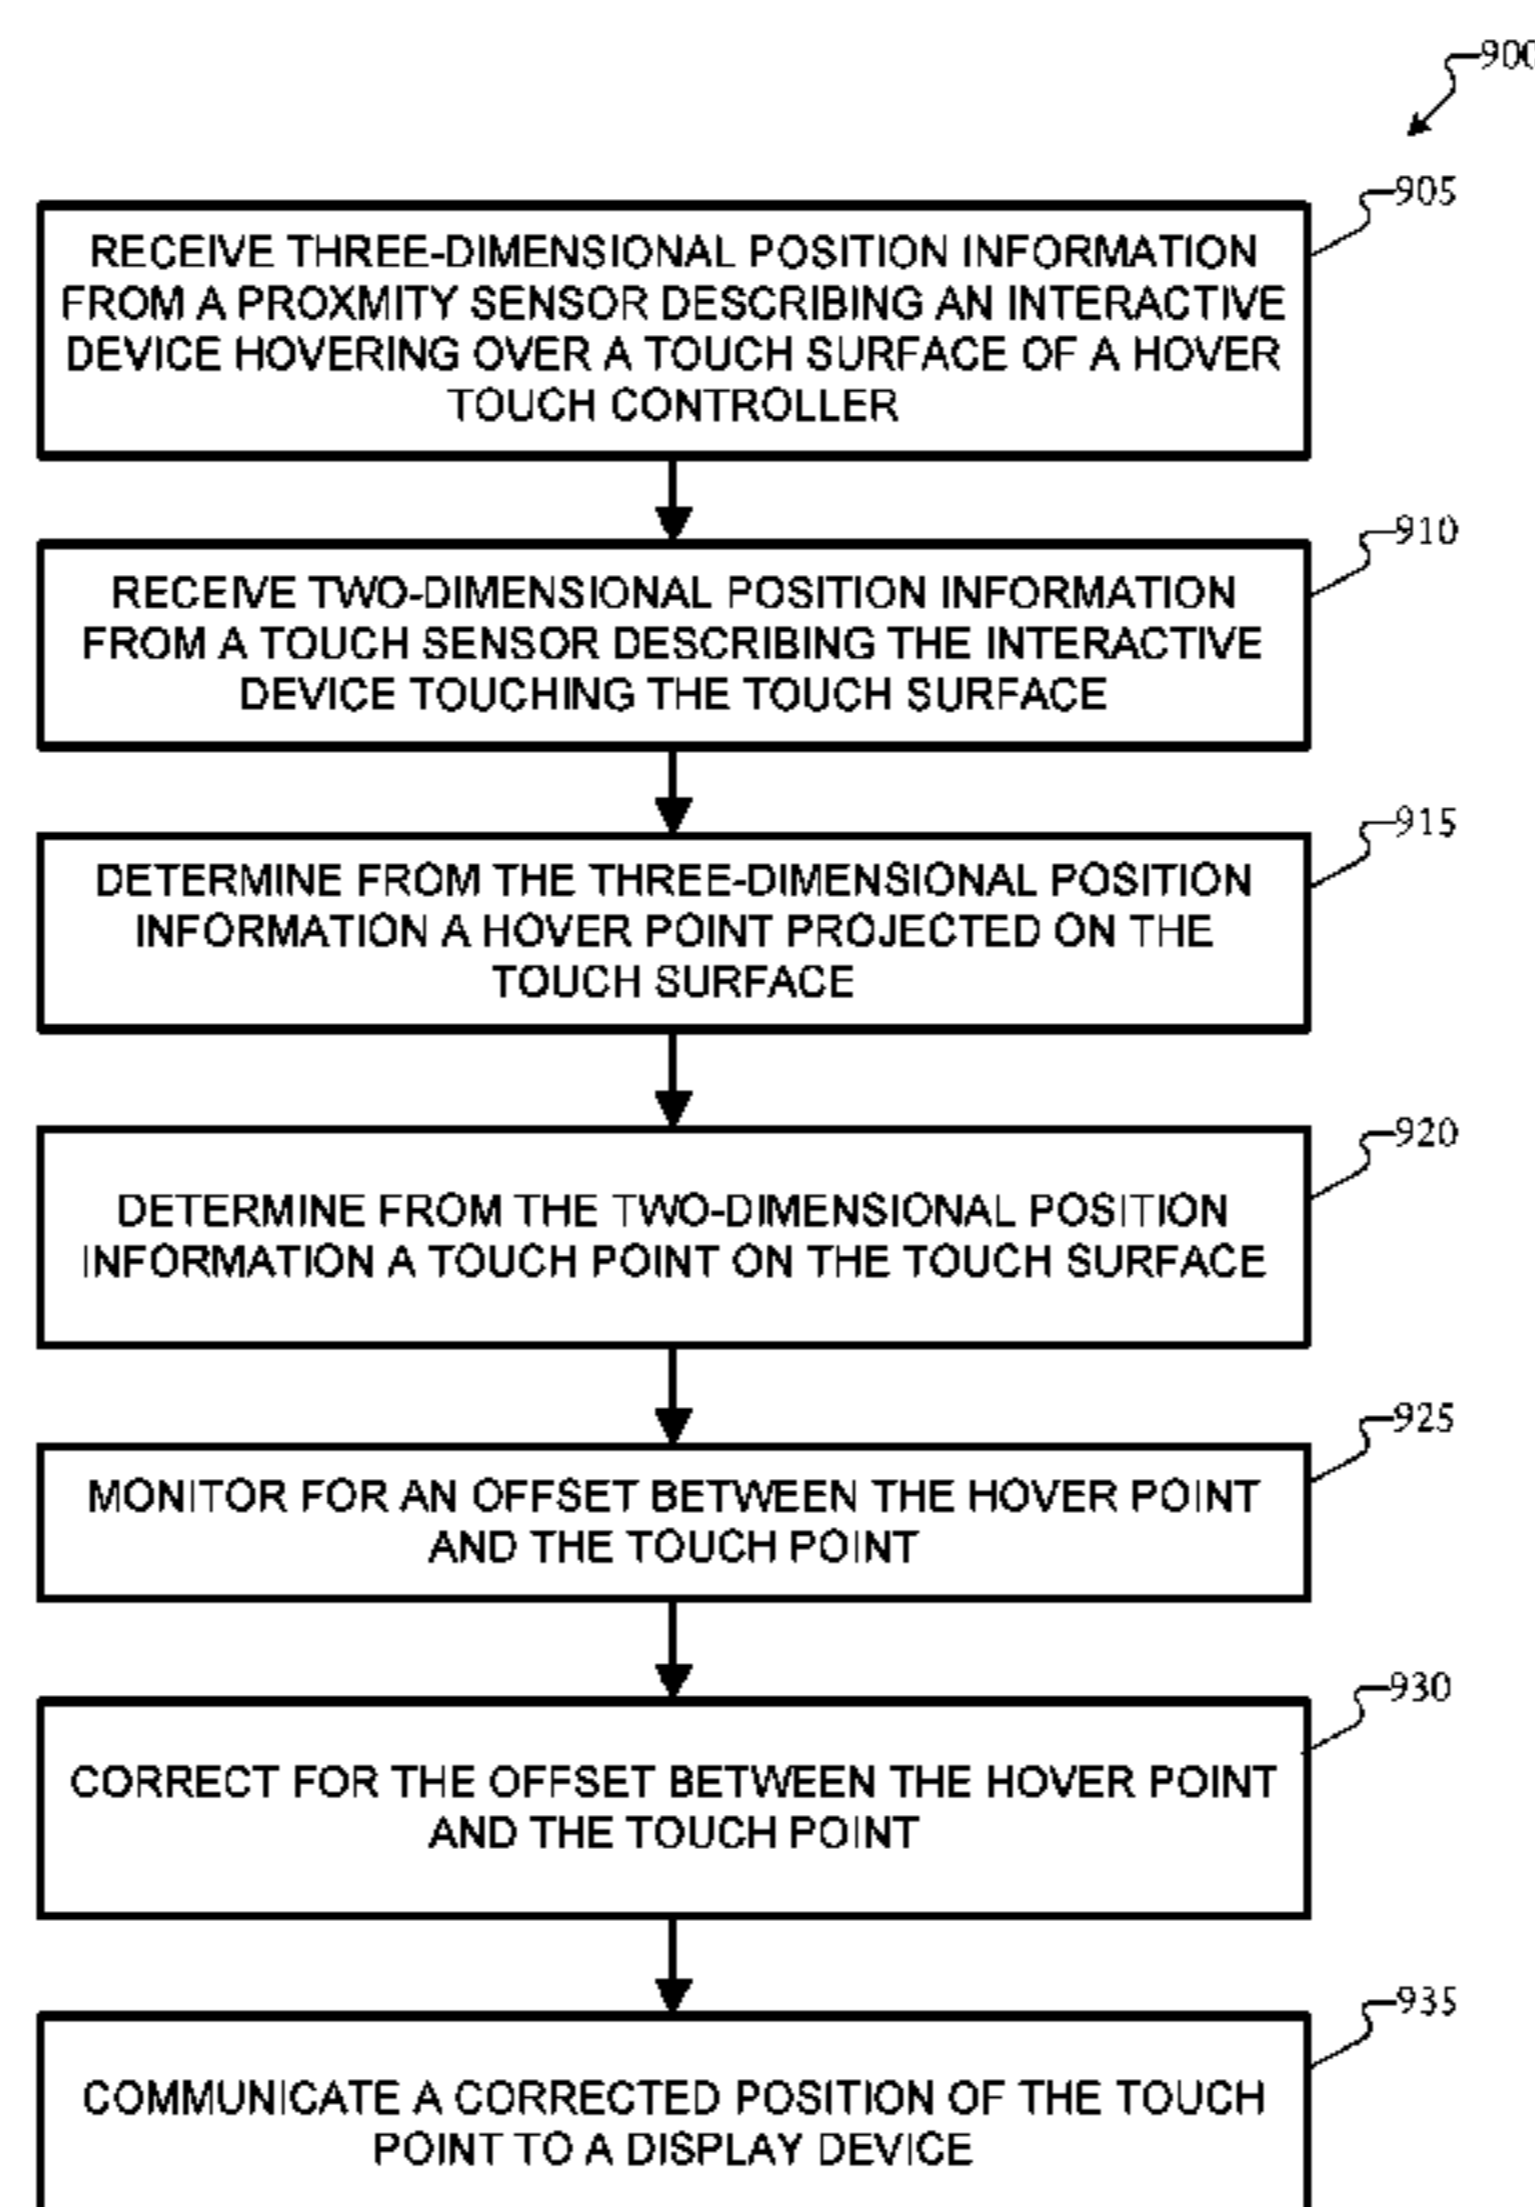 900
905
RECEIVE THREE-DIMENSIONAL POSITION INFORMATION
FROM A PROXMITY SENSOR DESCRIBING AN INTERACTIVE
DEVICE HOVERING OVER A TOUCH SURFACE OF A HOVER
TOUCH CONTROLLER
910
RECEIVE TWO-DIMENSIONAL POSITION INFORMATION
FROM A TOUCH SENSOR DESCRIBING THE INTERACTIVE
DEVICE TOUCHING THE TOUCH SURFACE
915
DETERMINE FROM THE THREE-DIMENSIONAL POSITION
INFORMATION A HOVER POINT PROJECTED ON THE
TOUCH SURFACE
920
DETERMINE FROM THE TWO-DIMENSIONAL POSITION
INFORMATION A TOUCH POINT ON THE TOUCH SURFACE
925
MONITOR FOR AN OFFSET BETWEEN THE HOVER POINT
AND THE TOUCH POINT
930
CORRECT FOR THE OFFSET BETWEEN THE HOVER POINT
AND THE TOUCH POINT
935
COMMUNICATE A CORRECTED POSITION OF THE TOUCH
POINT TO A DISPLAY DEVICE